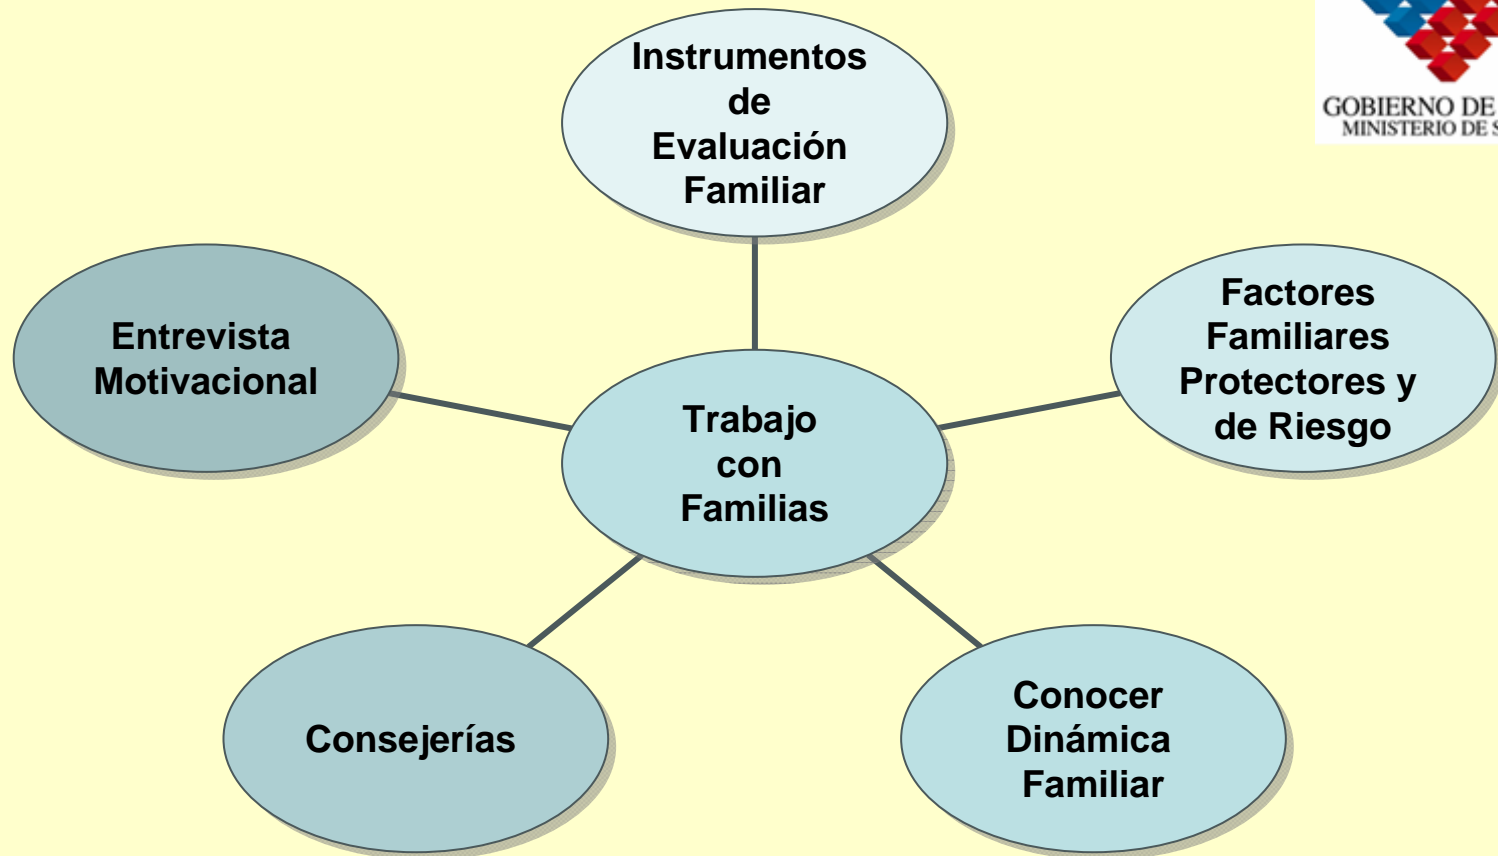 Instrumentos
de
Evaluación
Familiar
GOBIERNO DE
MINISTERIO DE S
Entrevista
Motivacional
Factores
Familiares
Protectores y
de Riesgo
Trabajo
con
Familias
Consejerías
Conocer
Dinámica
Familiar